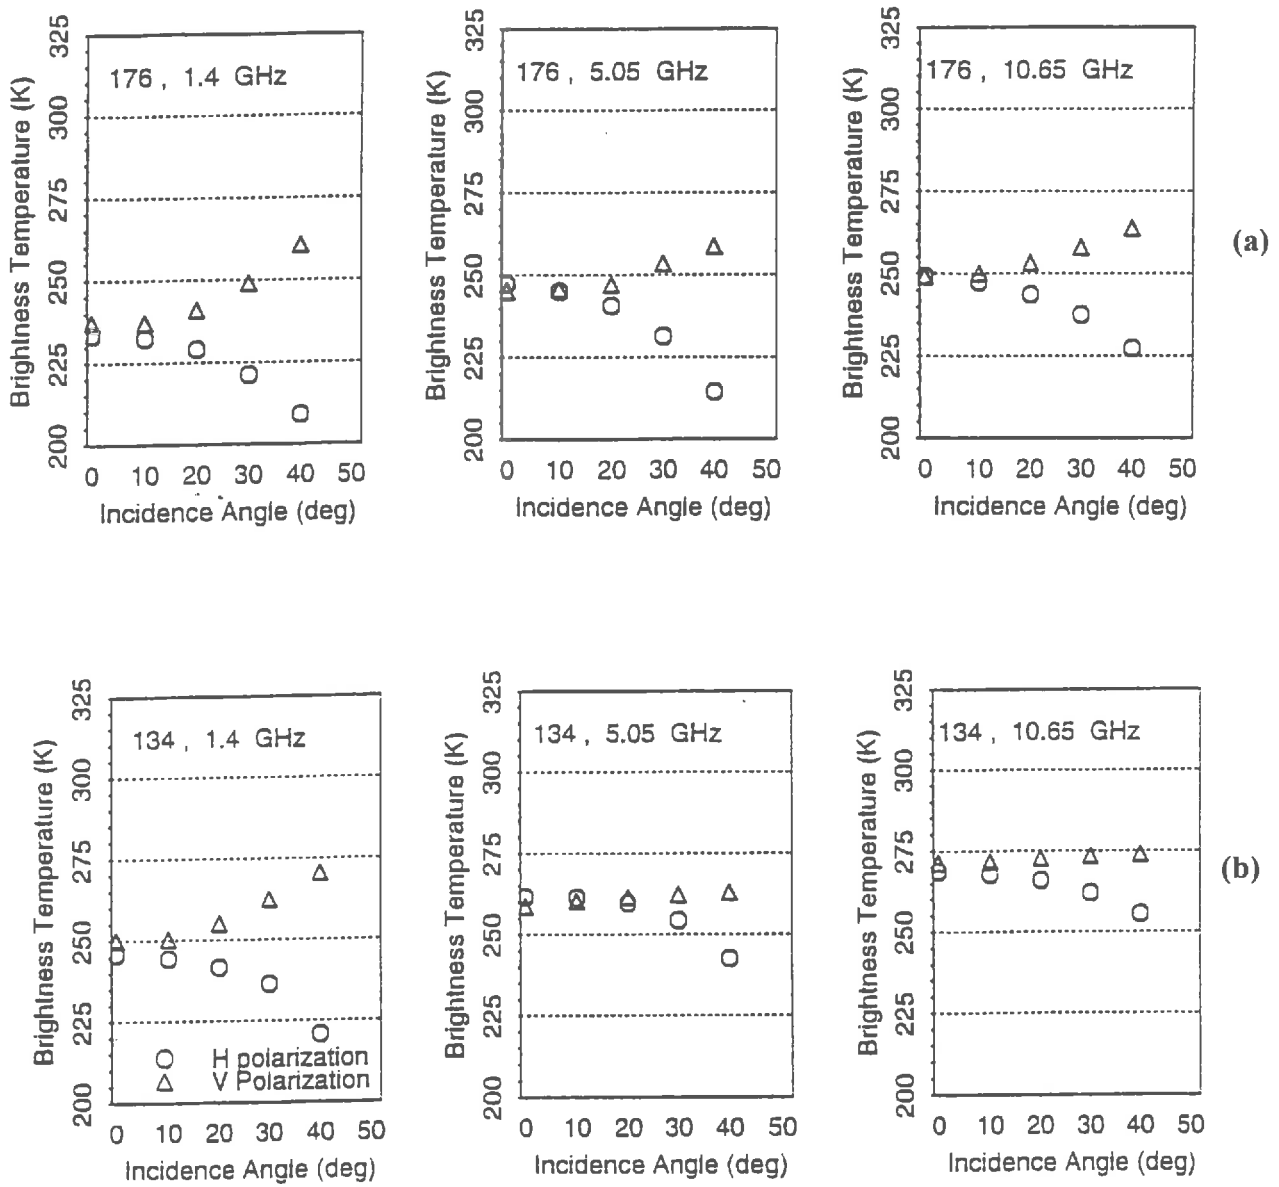 176 , 1.4 GHz
Brightness Temperature (K)
325
300
275
250
225
200
0 10 20 30 40 50
Incidence Angle (deg)
176 , 5.05 GHz
Brightness Temperature (K)
325
300
275
250
225
200
0 10 20 30 40 50
Incidence Angle (deg)
176 , 10.65 GHz
Brightness Temperature (K)
325
300
275
250
225
200
0 10 20 30 40 50
Incidence Angle (deg)
(a)
134 , 1.4 GHz
Brightness Temperature (K)
325
300
275
250
225
200
H polarization
V Polarization
0 10 20 30 40 50
Incidence Angle (deg)
134 , 5.05 GHz
Brightness Temperature (K)
325
300
275
250
225
200
0 10 20 30 40 50
Incidence Angle (deg)
134 , 10.65 GHz
Brightness Temperature (K)
325
300
275
250
225
200
0 10 20 30 40 50
Incidence Angle (deg)
(b)